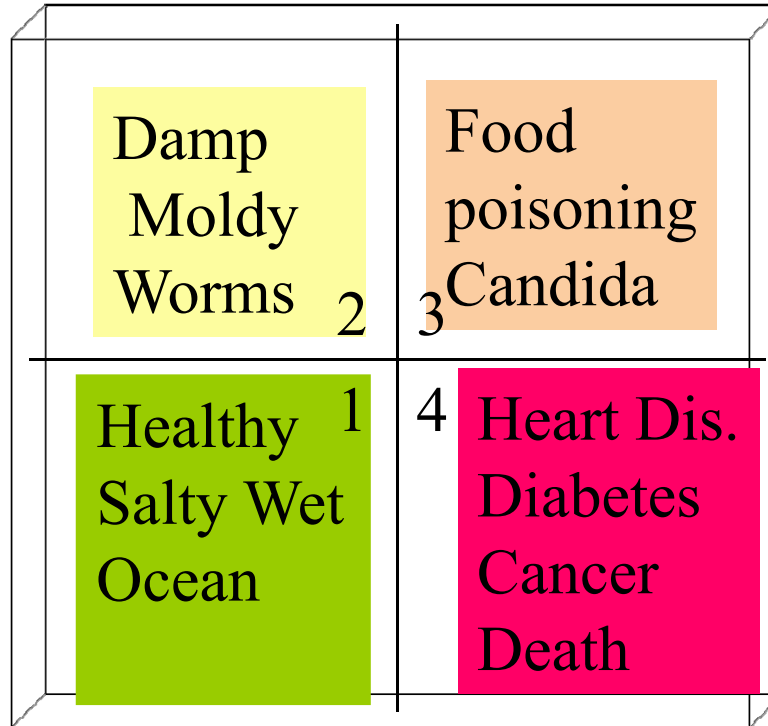 Damp
Moldy
Worms
2
Food
poisoning
Candida
3
Healthy
Salty Wet
Ocean
1
4
Heart Dis.
Diabetes
Cancer
Death